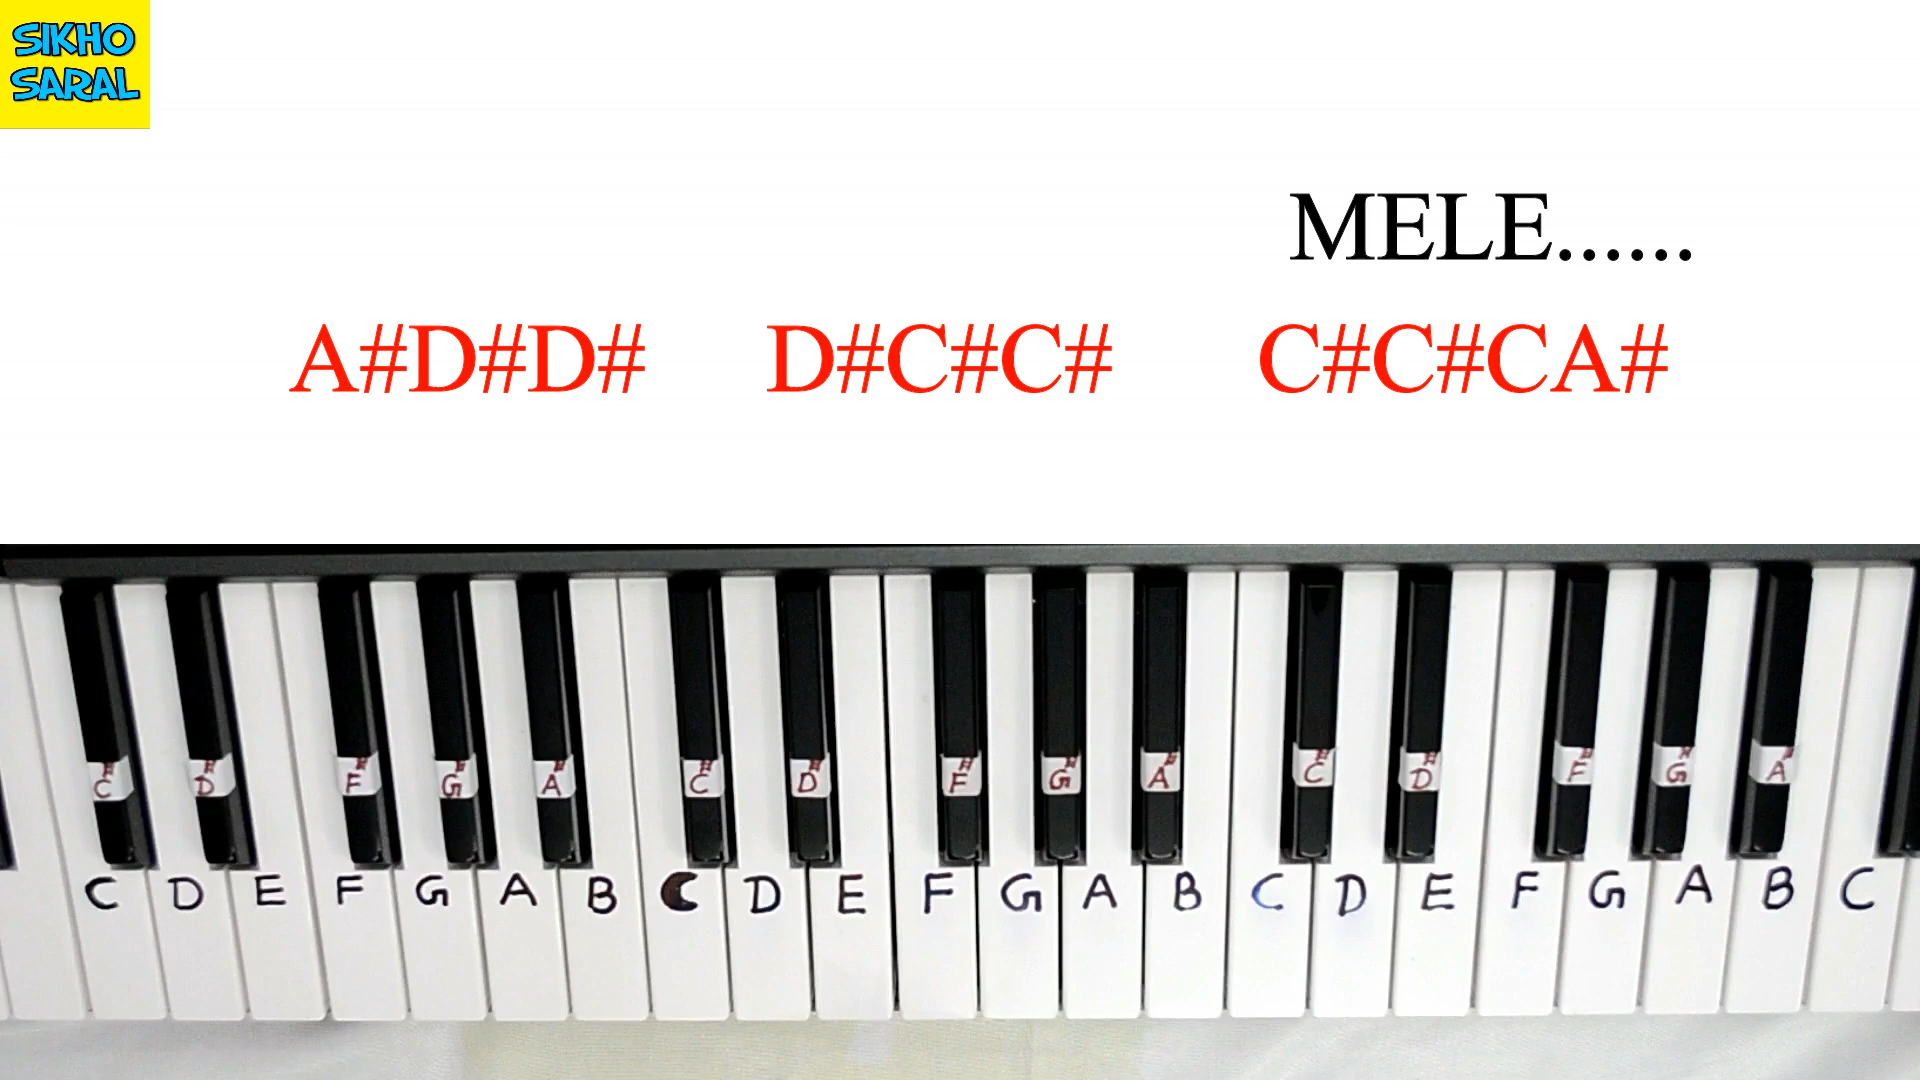 SIKHO
SARAL
MELE......
A#D#D# D#C#C# C#C#CA#
C# D# F# G# A# C# D# F# G# A# C# D# F# G# A#
C D E F G A B C D E F G A B C D E F G A B C